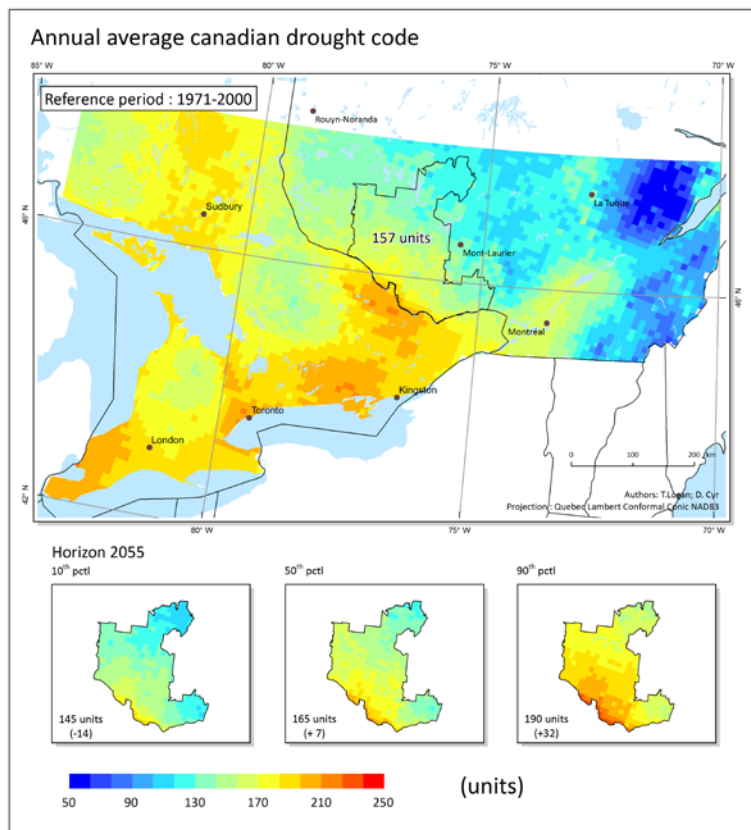 Annual average canadian drought code
85° W
80° W
75° W
70° W
Reference period : 1971-2000
Rouyn-Noranda
La Tuque
Sudbury
46° N
157 units
Mont-Laurier
46° N
Montréal
Kingston
Toronto
London
0 100 200 km
42° N
Authors: T.Logan; D. Cyr
Projection : Quebec Lambert Conformal Conic NAD83
80° W
75° W
70° W
Horizon 2055
10th pctl
50th pctl
90th pctl
145 units
(-14)
165 units
(+ 7)
190 units
(+32)
50 90 130 170 210 250
(units)